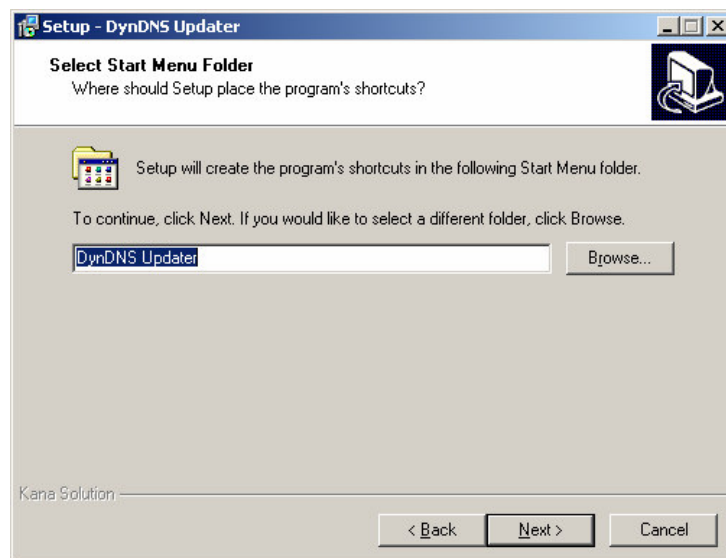 Setup - DynDNS Updater
Select Start Menu Folder
Where should Setup place the program's shortcuts?
Setup will create the program's shortcuts in the following Start Menu folder.
To continue, click Next. If you would like to select a different folder, click Browse.
DynDNS Updater
Browse...
Kana Solution
< Back
Next >
Cancel